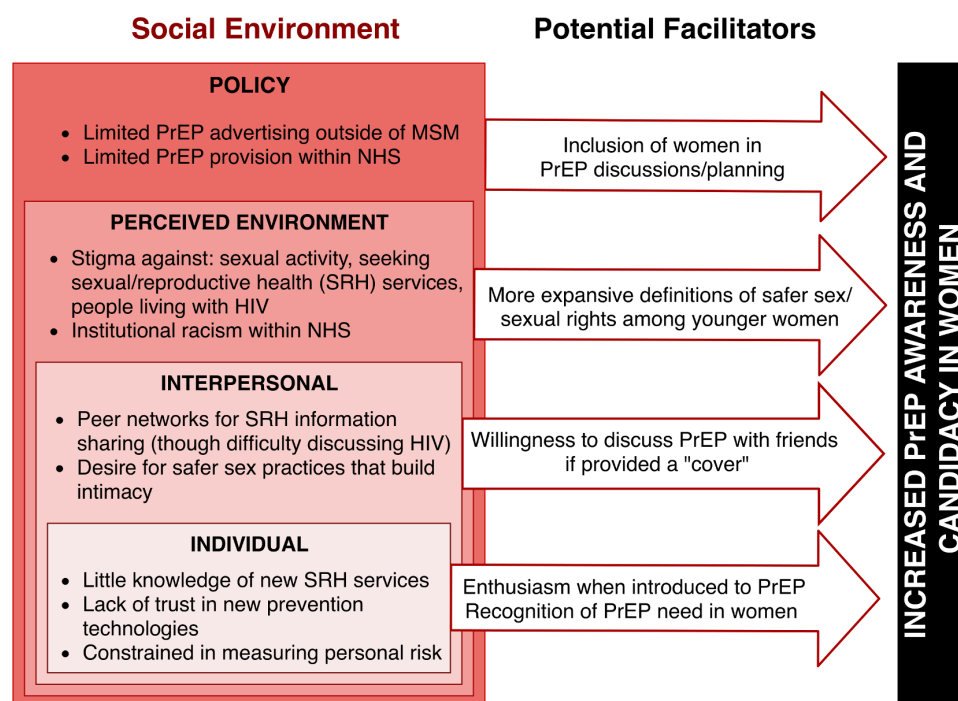 Social Environment
Potential Facilitators
POLICY
• Limited PrEP advertising outside of MSM
• Limited PrEP provision within NHS
Inclusion of women in
PrEP discussions/planning
PERCEIVED ENVIRONMENT
• Stigma against: sexual activity, seeking
sexual/reproductive health (SRH) services,
people living with HIV
• Institutional racism within NHS
More expansive definitions of safer sex/
sexual rights among younger women
INTERPERSONAL
• Peer networks for SRH information
sharing (though difficulty discussing HIV)
• Desire for safer sex practices that build
intimacy
Willingness to discuss PrEP with friends
if provided a "cover"
INDIVIDUAL
• Little knowledge of new SRH services
• Lack of trust in new prevention
technologies
• Constrained in measuring personal risk
Enthusiasm when introduced to PrEP
Recognition of PrEP need in women
INCREASED PrEP AWARENESS AND
CANDIDACY IN WOMEN